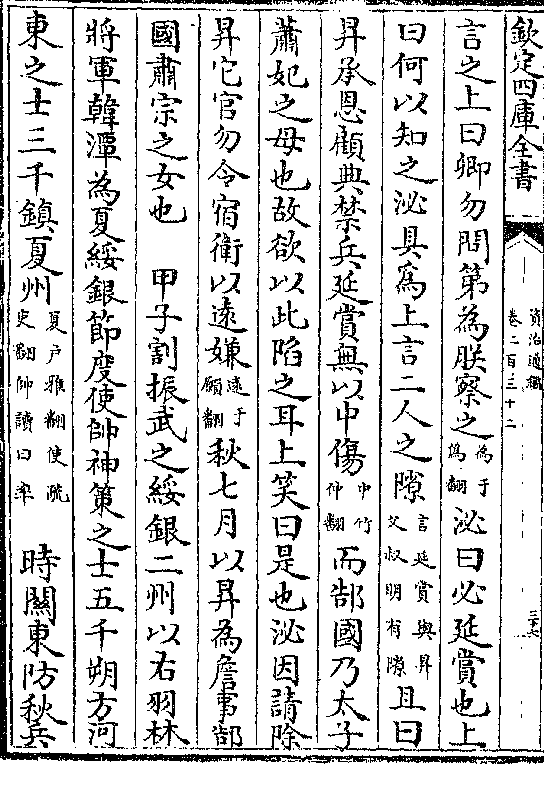 欽定四庫全書
資治通鑑
卷二百三十二
言之上曰卿勿問第為朕察之為于偽翻泌曰必延賞也上
曰何以知之泌具為上言二人之隙言延賞與昇父叔明有隙且曰
昇承恩顧典禁兵延賞無以中傷中竹仲翻而郜國乃太子
蕭妃之母也故欲以此陷之耳上笑曰是也泌因請除
昇它官勿令宿衛以遠嫌遠于願翻秋七月以昇為詹事郜
國肅宗之女也　甲子割振武之綏銀二州以右羽林
將軍韓潭為夏綏銀節度使帥神策之士五千朔方河
東之士三千鎮夏州夏戶雅翻使疏吏翻帥讀曰率　時關東防秋兵